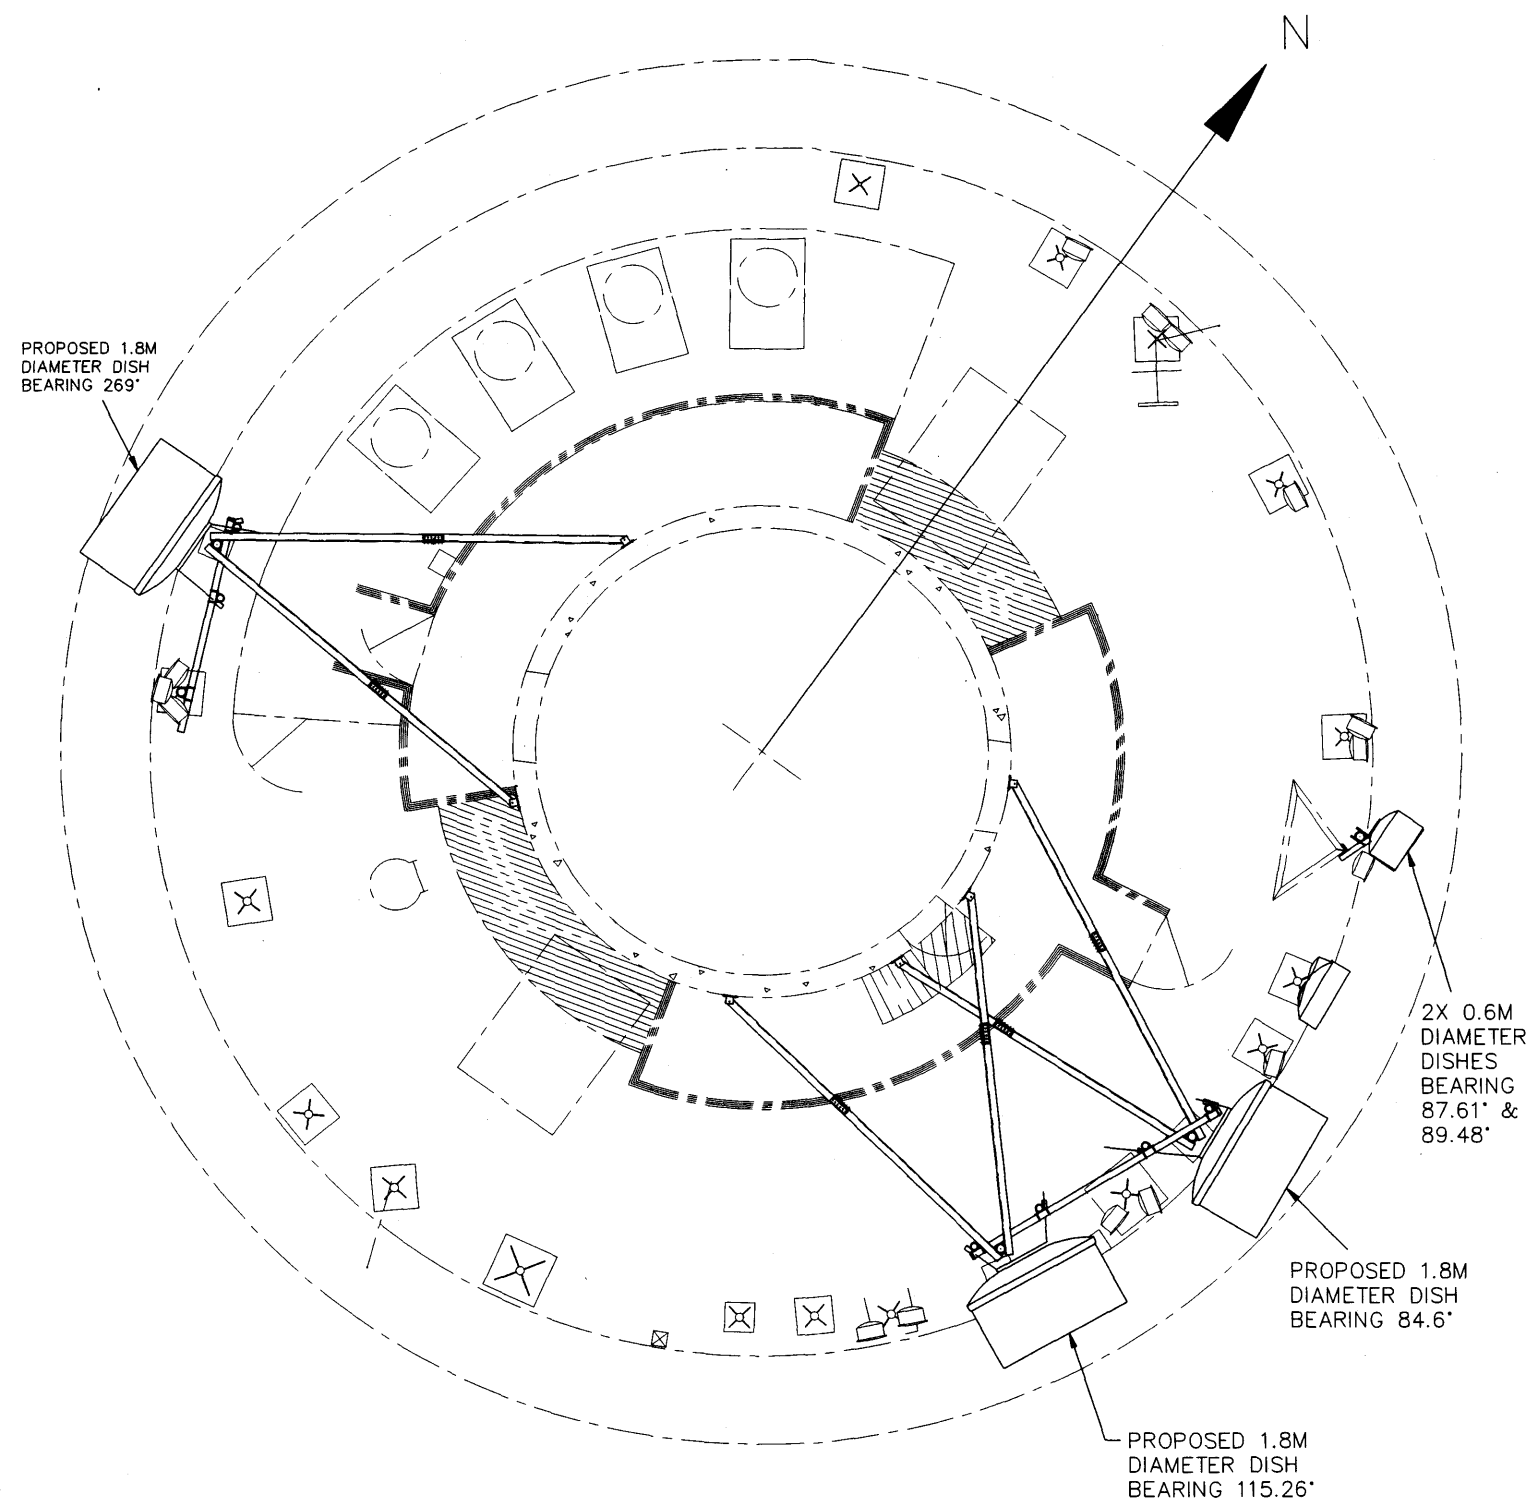 N
PROPOSED 1.8M
DIAMETER DISH
BEARING 269°
2X 0.6M
DIAMETER
DISHES
BEARING
87.61° &
89.48°
PROPOSED 1.8M
DIAMETER DISH
BEARING 84.6°
PROPOSED 1.8M
DIAMETER DISH
BEARING 115.26°